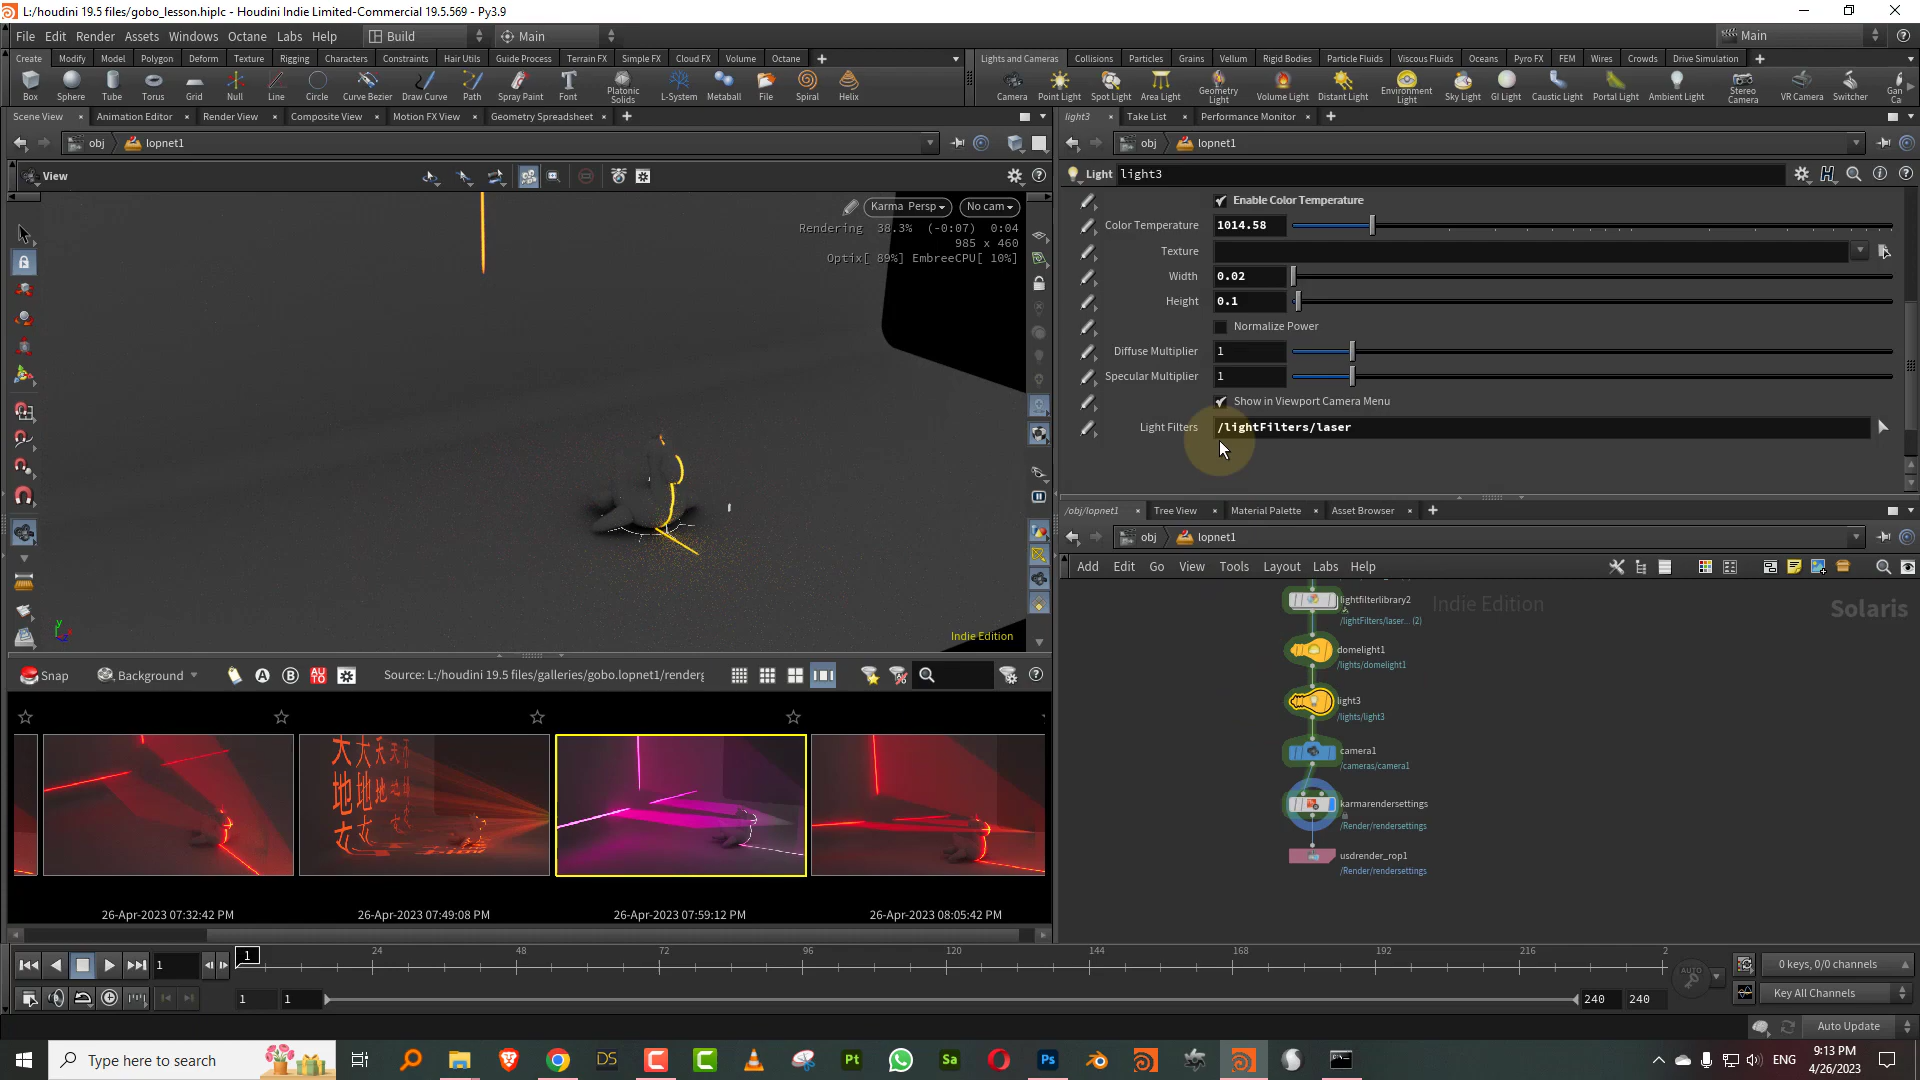 L:/houdini 19.5 files/gobo_lesson.hiplc - Houdini Indie Limited-Commercial 19.5.569 - Py3.9
File Edit Render Assets Windows Octane Labs Help Build Main Main
Create Modify Model Polygon Deform Texture Rigging Characters Constraints Hair Utils Guide Process Terrain FX Simple FX Cloud FX Volume Octane
Lights and Cameras Collisions Particles Grains Vellum Rigid Bodies Particle Fluids Viscous Fluids Oceans Pyro FX FEM Wires Crowds Drive Simulation
Box Sphere Tube Torus Grid Null Line Circle Curve Bezier Draw Curve Path Spray Paint Font Platonic Solids L-System Metaball File Spiral Helix
Camera Point Light Spot Light Area Light Geometry Light Volume Light Distant Light Environment Light Sky Light GI Light Caustic Light Portal Light Ambient Light Stereo Camera VR Camera Switcher Gan Ca
Scene View Animation Editor Render View Composite View Motion FX View Geometry Spreadsheet
light3 Take List Performance Monitor
obj lopnet1
obj lopnet1
View
Light light3
Karma Persp No cam
Rendering 38.3% (-0:07) 0:04
985 x 460
Optix[ 89%] EmbreeCPU[ 10%]
Indie Edition
Enable Color Temperature
Color Temperature 1014.58
Texture
Width 0.02
Height 0.1
Normalize Power
Diffuse Multiplier 1
Specular Multiplier 1
Show in Viewport Camera Menu
Light Filters /lightFilters/laser
/obj/lopnet1 Tree View Material Palette Asset Browser
obj lopnet1
Add Edit Go View Tools Layout Labs Help
Indie Edition
Solaris
lightfilterlibrary2
/lightFilters/laser... (2)
domelight1
/lights/domelight1
light3
/lights/light3
camera1
/cameras/camera1
karmarendersettings
/Render/rendersettings
usdrender_rop1
/Render/rendersettings
Snap Background A B AUTO Source: L:/houdini 19.5 files/galleries/gobo.lopnet1/renderg
26-Apr-2023 07:32:42 PM
26-Apr-2023 07:49:08 PM
26-Apr-2023 07:59:12 PM
26-Apr-2023 08:05:42 PM
1 24 48 72 96 120 144 168 192 216 2
1
AUTO
0 keys, 0/0 channels
1 1 240 240
Key All Channels
Auto Update
Type here to search
DS Pt Sa Ps
ENG
9:13 PM
4/26/2023